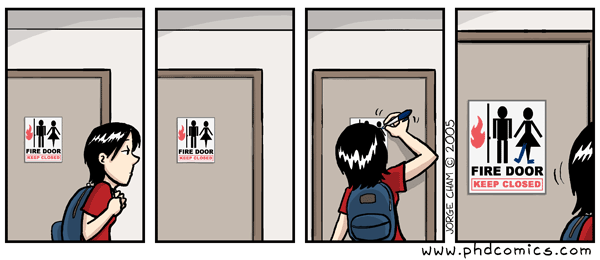 FIRE DOOR
KEEP CLOSED
FIRE DOOR
KEEP CLOSED
JORGE CHAM © 2005
FIRE DOOR
KEEP CLOSED
www.phdcomics.com